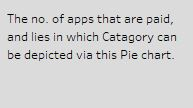 The no. of apps that are paid,
and lies in which Catagory can
be depicted via this Pie chart.